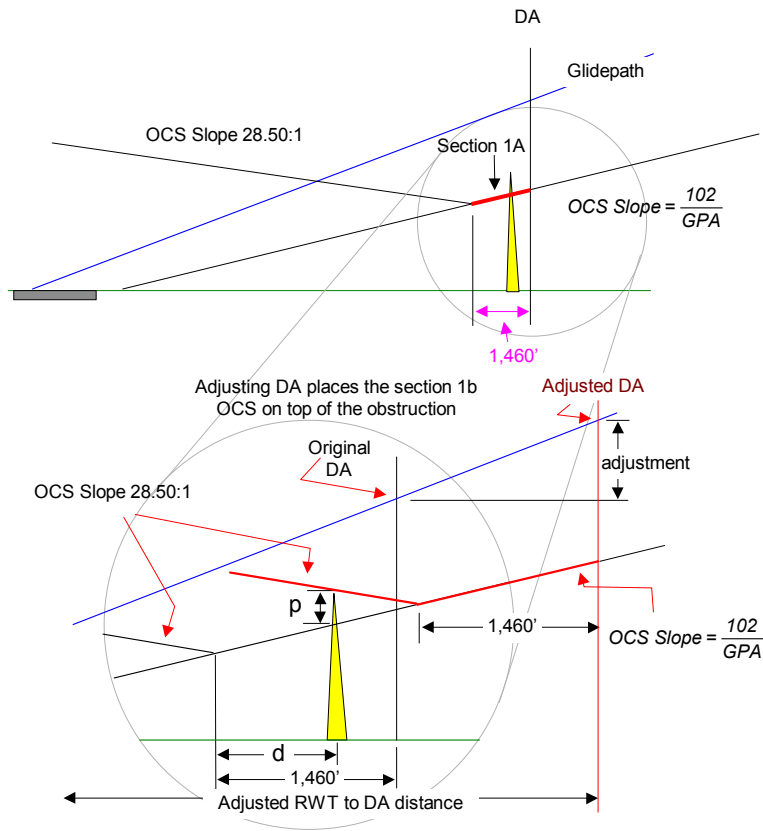 DA
Glidepath
OCS Slope 28.50:1
Section 1A
OCS Slope = 102
GPA
1,460’
Adjusting DA places the section 1b
OCS on top of the obstruction
Adjusted DA
Original
DA
adjustment
OCS Slope 28.50:1
p
1,460’
OCS Slope = 102
GPA
d
1,460’
Adjusted RWT to DA distance